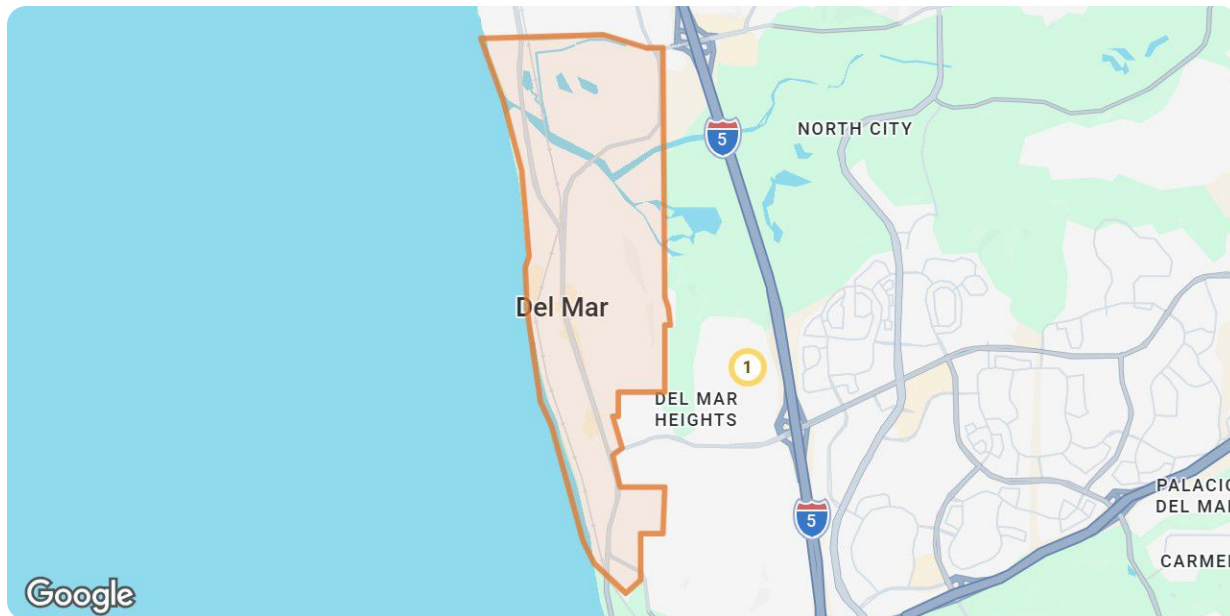 5
NORTH CITY
Del Mar
1
DEL MAR
HEIGHTS
5
PALACIO
DEL MAR
CARMEL
Google